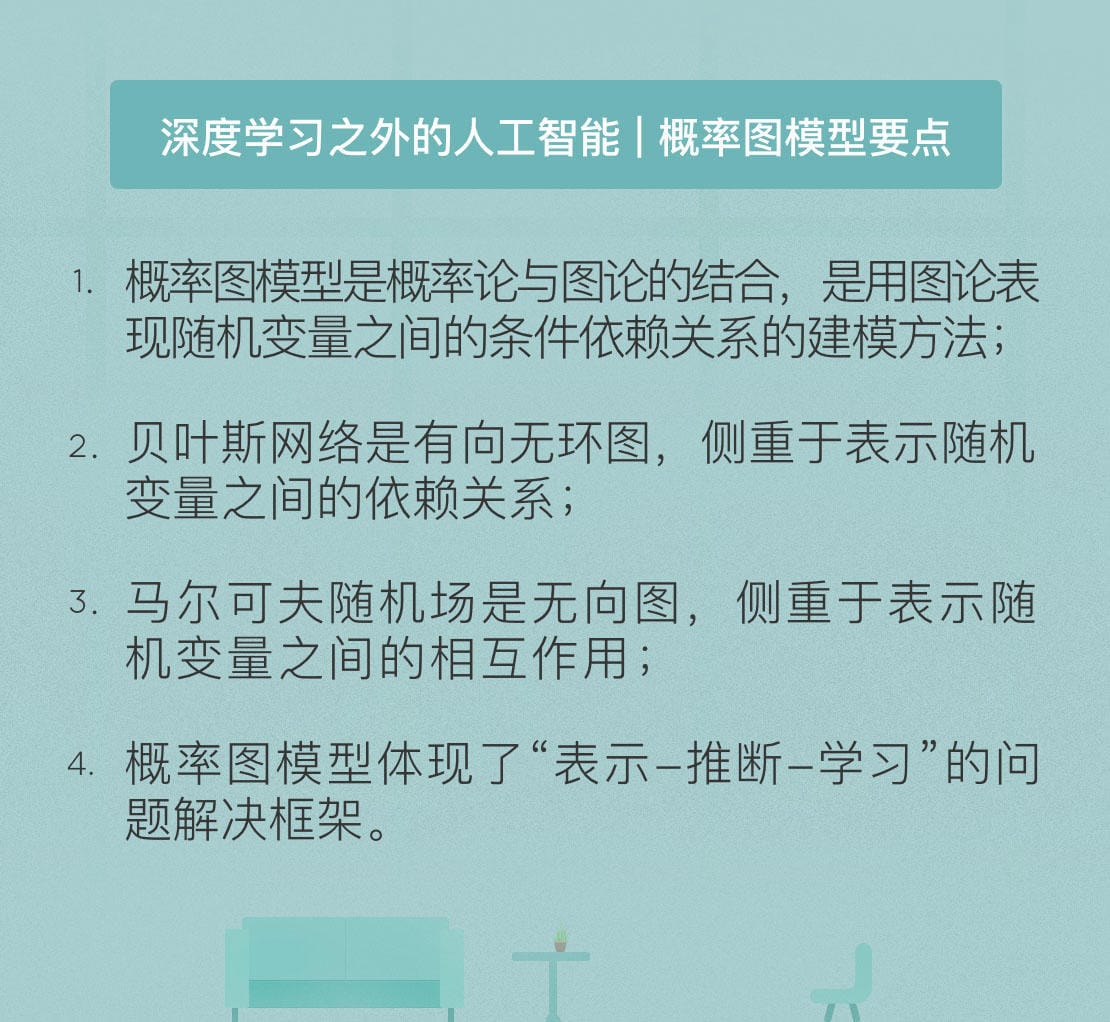 深度学习之外的人工智能 | 概率图模型要点
1. 概率图模型是概率论与图论的结合，是用图论表
现随机变量之间的条件依赖关系的建模方法；
2. 贝叶斯网络是有向无环图，侧重于表示随机
变量之间的依赖关系；
3. 马尔可夫随机场是无向图，侧重于表示随
机变量之间的相互作用；
4. 概率图模型体现了“表示–推断–学习”的问
题解决框架。